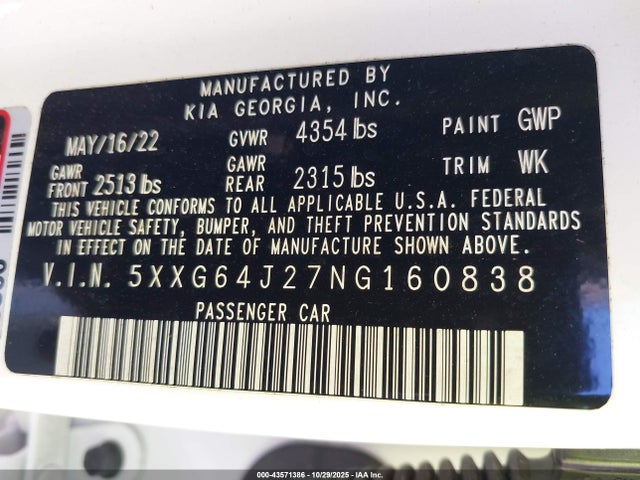 MANUFACTURED BY
KIA GEORGIA, INC.
MAY/16/22 GVWR 4354 lbs PAINT GWP
GAWR FRONT 2513 lbs GAWR REAR 2315 lbs TRIM WK
THIS VEHICLE CONFORMS TO ALL APPLICABLE U.S.A. FEDERAL
MOTOR VEHICLE SAFETY, BUMPER, AND THEFT PREVENTION STANDARDS
IN EFFECT ON THE DATE OF MANUFACTURE SHOWN ABOVE.
V.I.N. 5XXG64J27NG160838
PASSENGER CAR
Stock: 43571386 | 10/29/2025 | IAA Inc.